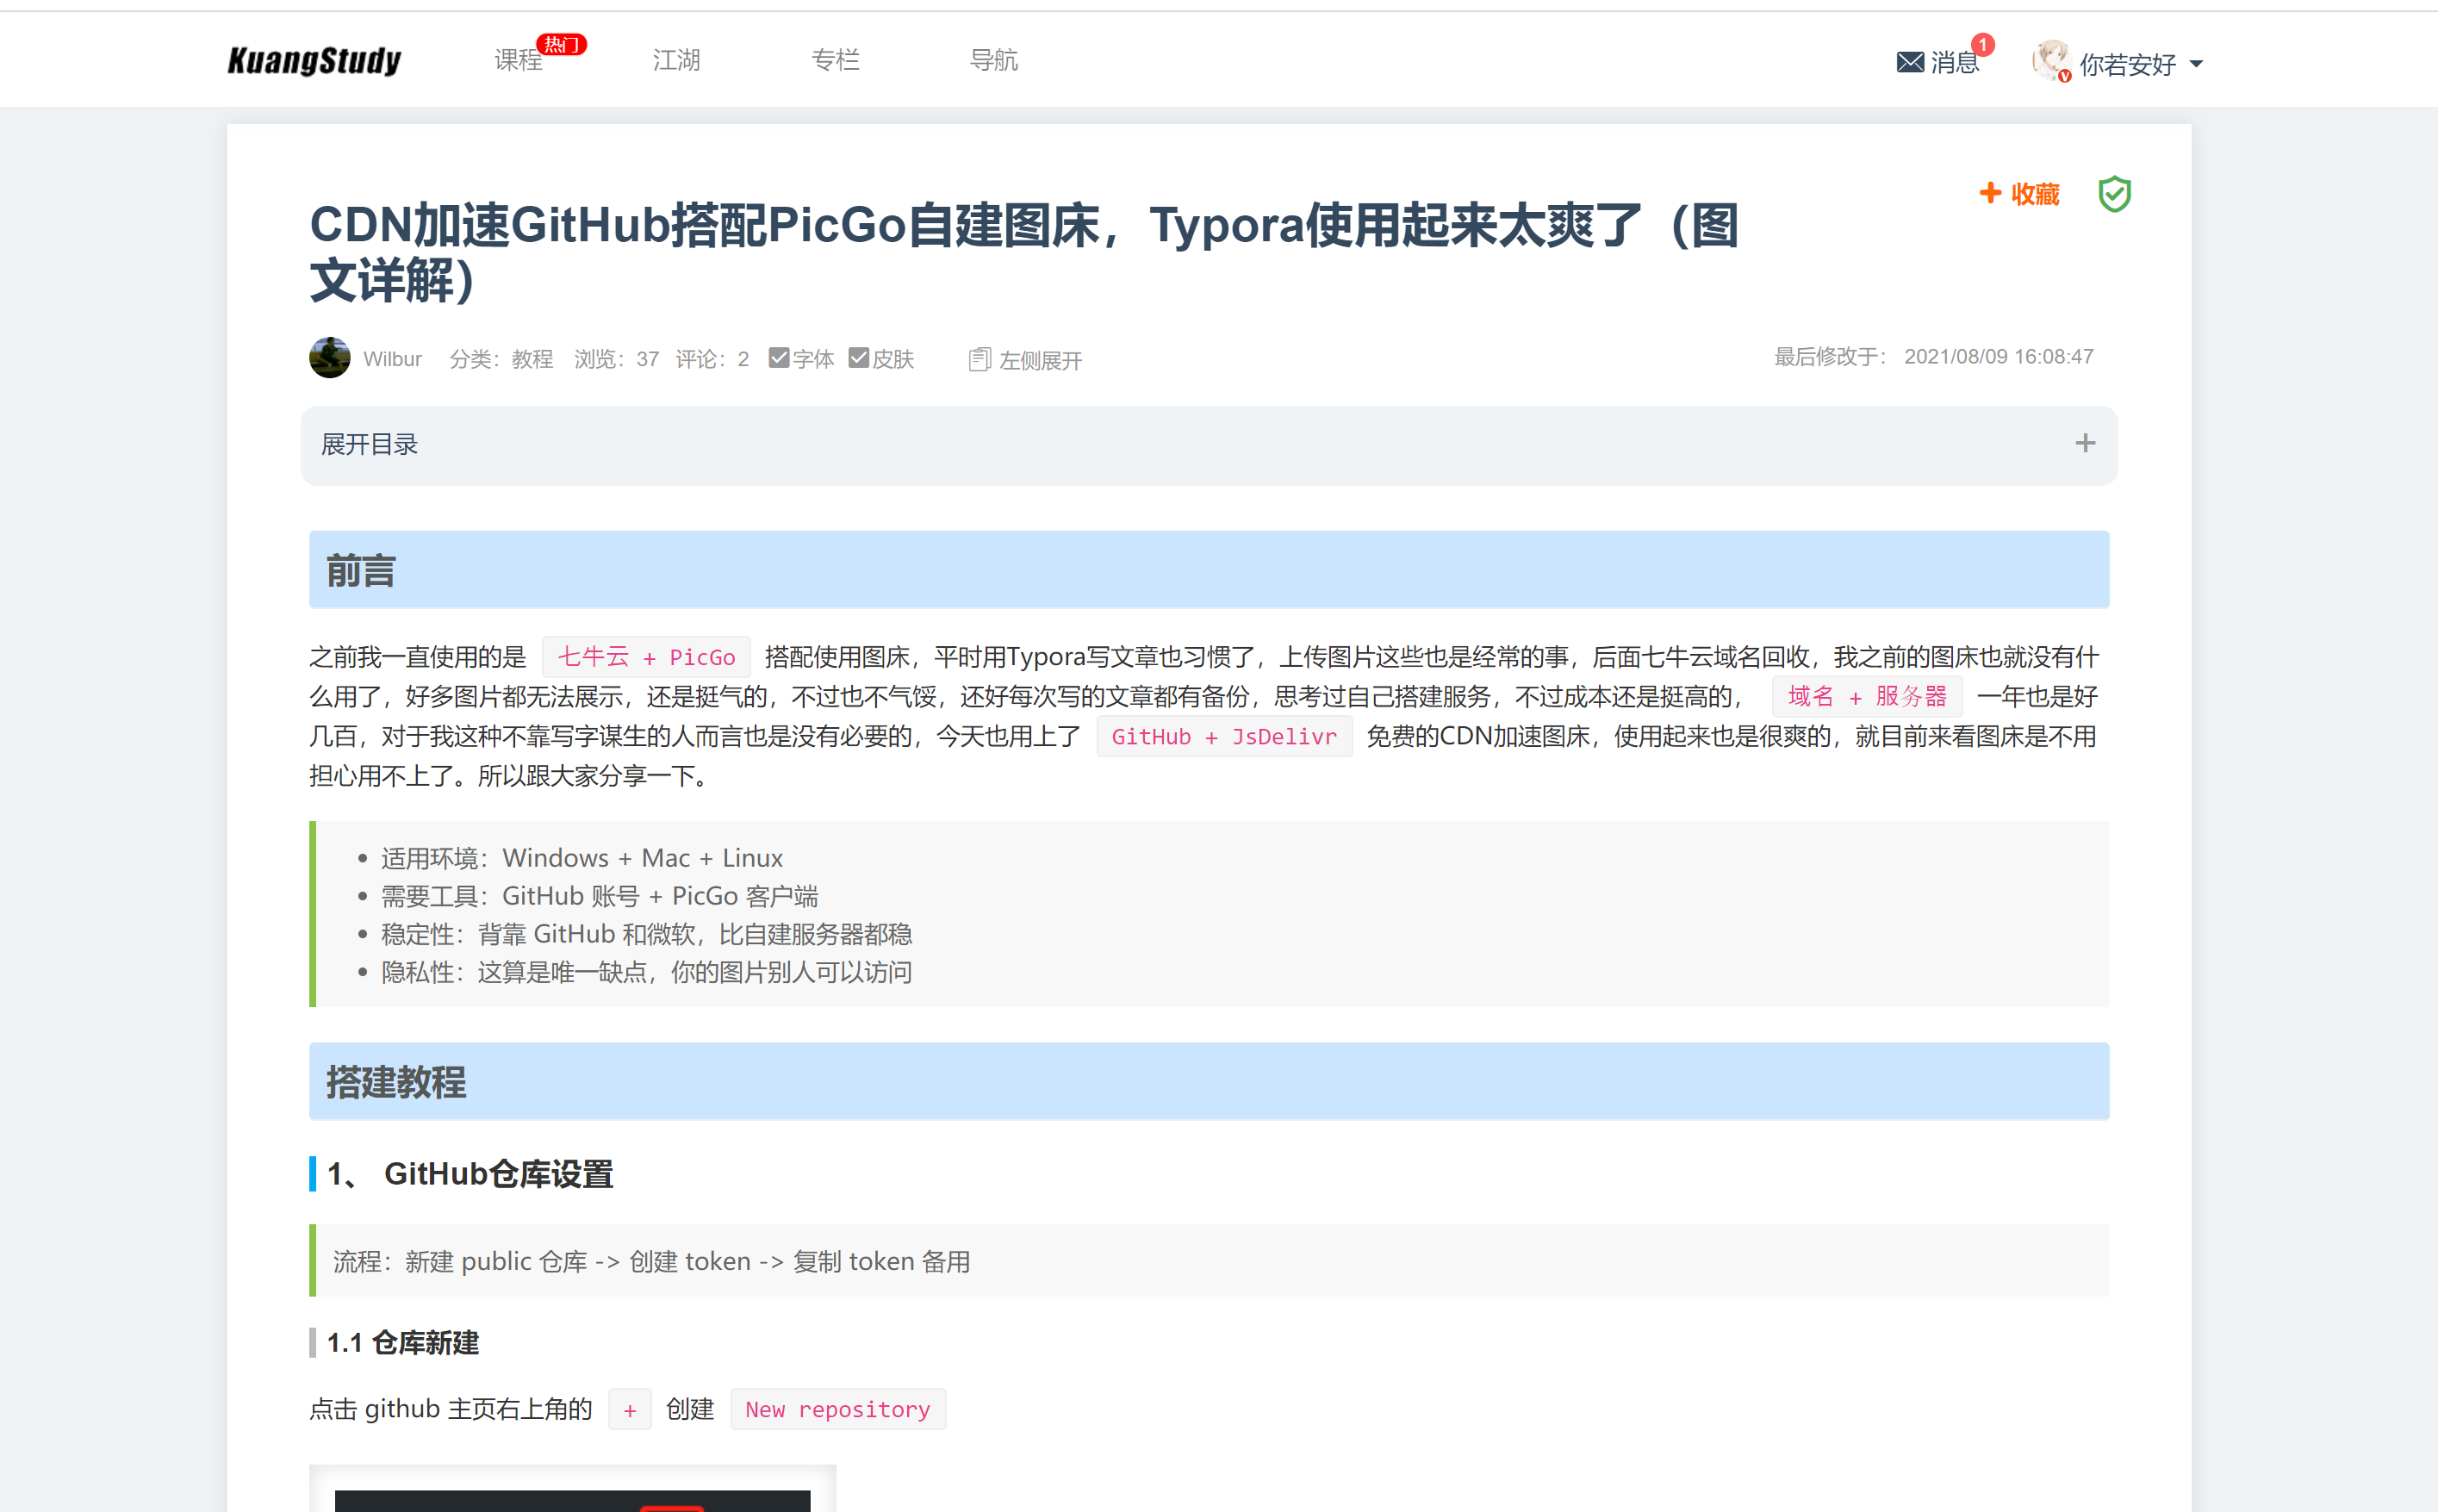 KuangStudy 课程 热门 江湖 专栏 导航 消息 1 你若安好
收藏
CDN加速GitHub搭配PicGo自建图床，Typora使用起来太爽了（图
文详解）
Wilbur 分类：教程 浏览：37 评论：2 字体 皮肤 左侧展开 最后修改于： 2021/08/09 16:08:47
展开目录 +
前言
之前我一直使用的是 七牛云 + PicGo 搭配使用图床，平时用Typora写文章也习惯了，上传图片这些也是经常的事，后面七牛云域名回收，我之前的图床也就没有什
么用了，好多图片都无法展示，还是挺气的，不过也不气馁，还好每次写的文章都有备份，思考过自己搭建服务，不过成本还是挺高的， 域名 + 服务器 一年也是好
几百，对于我这种不靠写字谋生的人而言也是没有必要的，今天也用上了 GitHub + JsDelivr 免费的CDN加速图床，使用起来也是很爽的，就目前来看图床是不用
担心用不上了。所以跟大家分享一下。
适用环境：Windows + Mac + Linux
需要工具：GitHub 账号 + PicGo 客户端
稳定性：背靠 GitHub 和微软，比自建服务器都稳
隐私性：这算是唯一缺点，你的图片别人可以访问
搭建教程
1、 GitHub仓库设置
流程：新建 public 仓库 -> 创建 token -> 复制 token 备用
1.1 仓库新建
点击 github 主页右上角的 + 创建 New repository